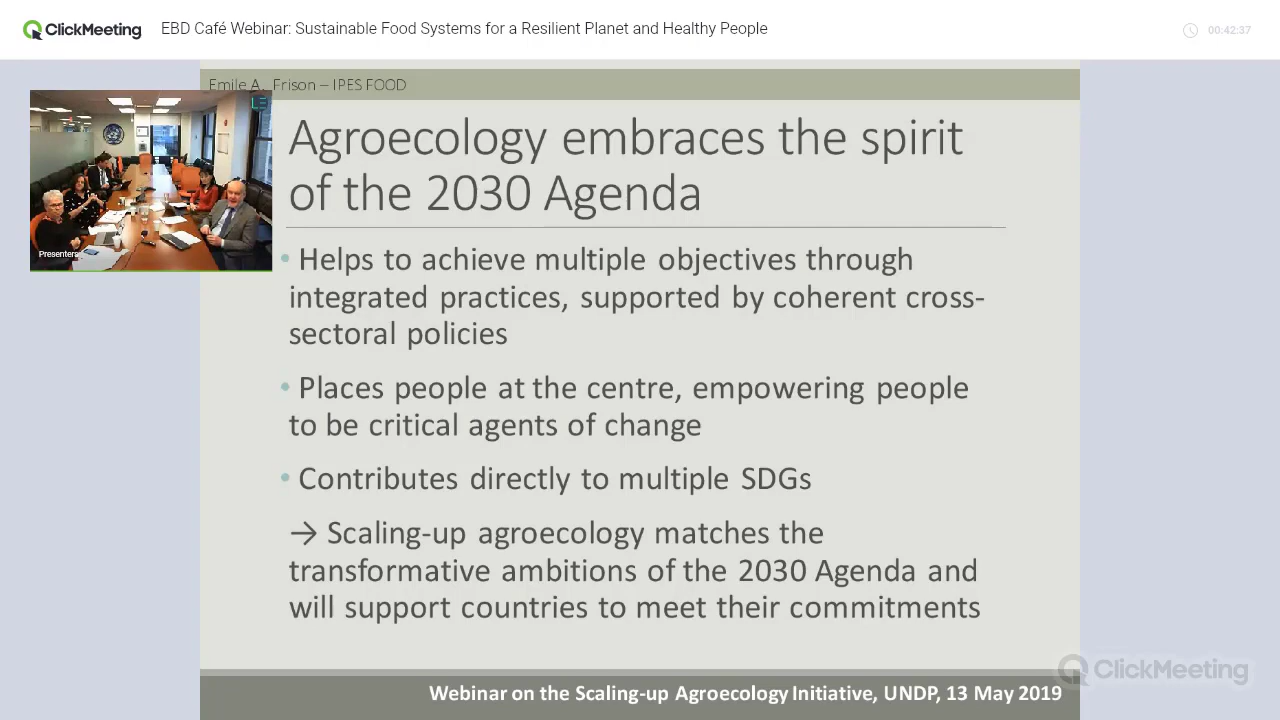 ClickMeeting
EBD Café Webinar: Sustainable Food Systems for a Resilient Planet and Healthy People
00:42:37
Emile A. Frison – IPES FOOD
Agroecology embraces the spirit
of the 2030 Agenda
Presenters
• Helps to achieve multiple objectives through
integrated practices, supported by coherent cross-
sectoral policies
• Places people at the centre, empowering people
to be critical agents of change
• Contributes directly to multiple SDGs
→ Scaling-up agroecology matches the
transformative ambitions of the 2030 Agenda and
will support countries to meet their commitments
ClickMeeting
Webinar on the Scaling-up Agroecology Initiative, UNDP, 13 May 2019